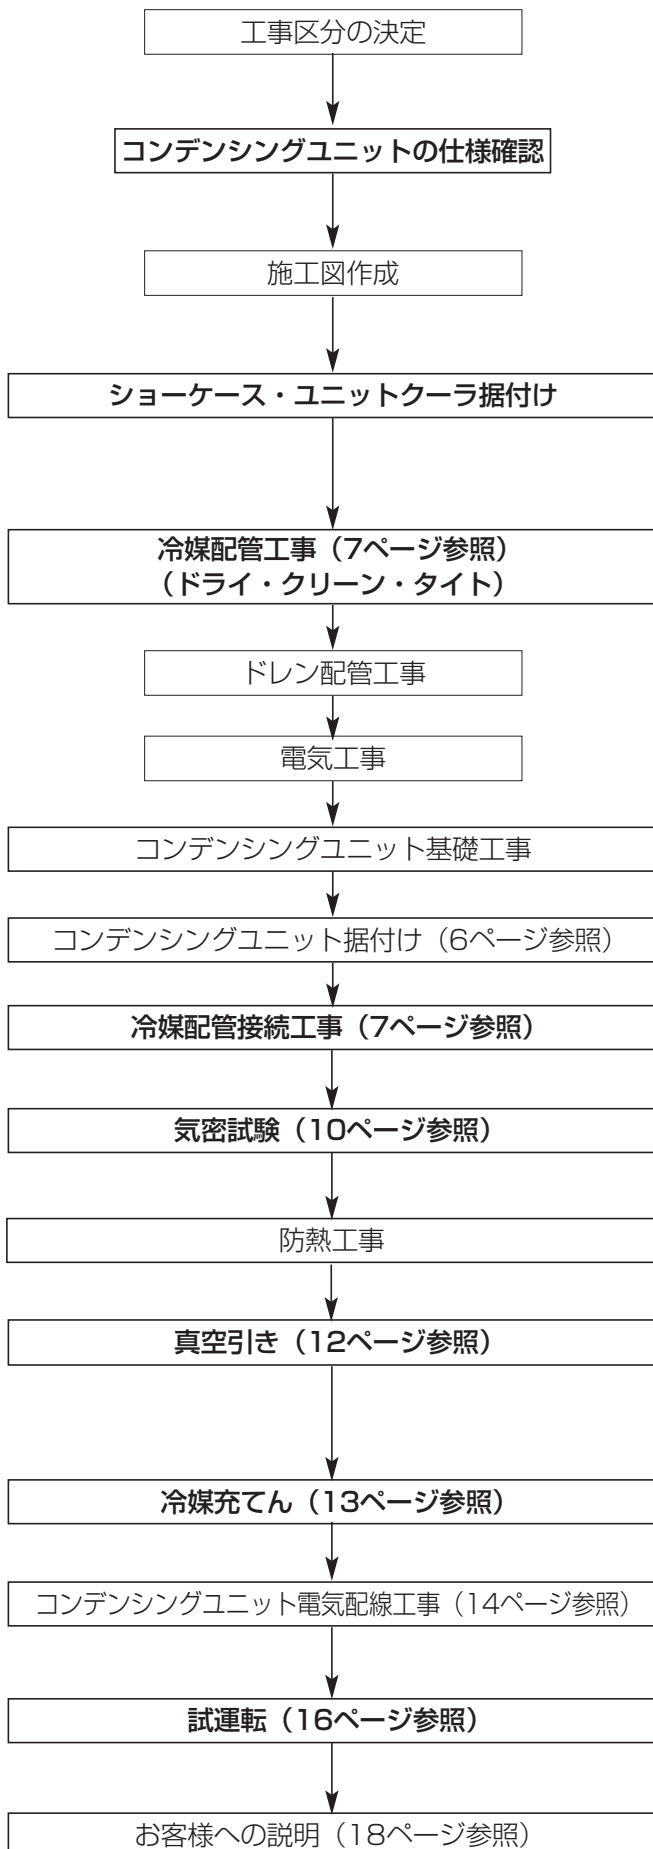 工事区分の決定
コンデンシングユニットの仕様確認
施工図作成
ショーケース・ユニットクーラ据付け
冷媒配管工事（7ページ参照）
（ドライ・クリーン・タイト）
ドレン配管工事
電気工事
コンデンシングユニット基礎工事
コンデンシングユニット据付け（6ページ参照）
冷媒配管接続工事（7ページ参照）
気密試験（10ページ参照）
防熱工事
真空引き（12ページ参照）
冷媒充てん（13ページ参照）
コンデンシングユニット電気配線工事（14ページ参照）
試運転（16ページ参照）
お客様への説明（18ページ参照）